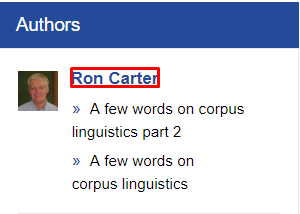 Authors
Ron Carter
» A few words on corpus
linguistics part 2
» A few words on
corpus linguistics